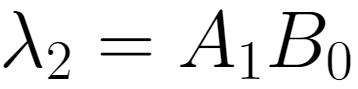 λ₂ = A₁B₀